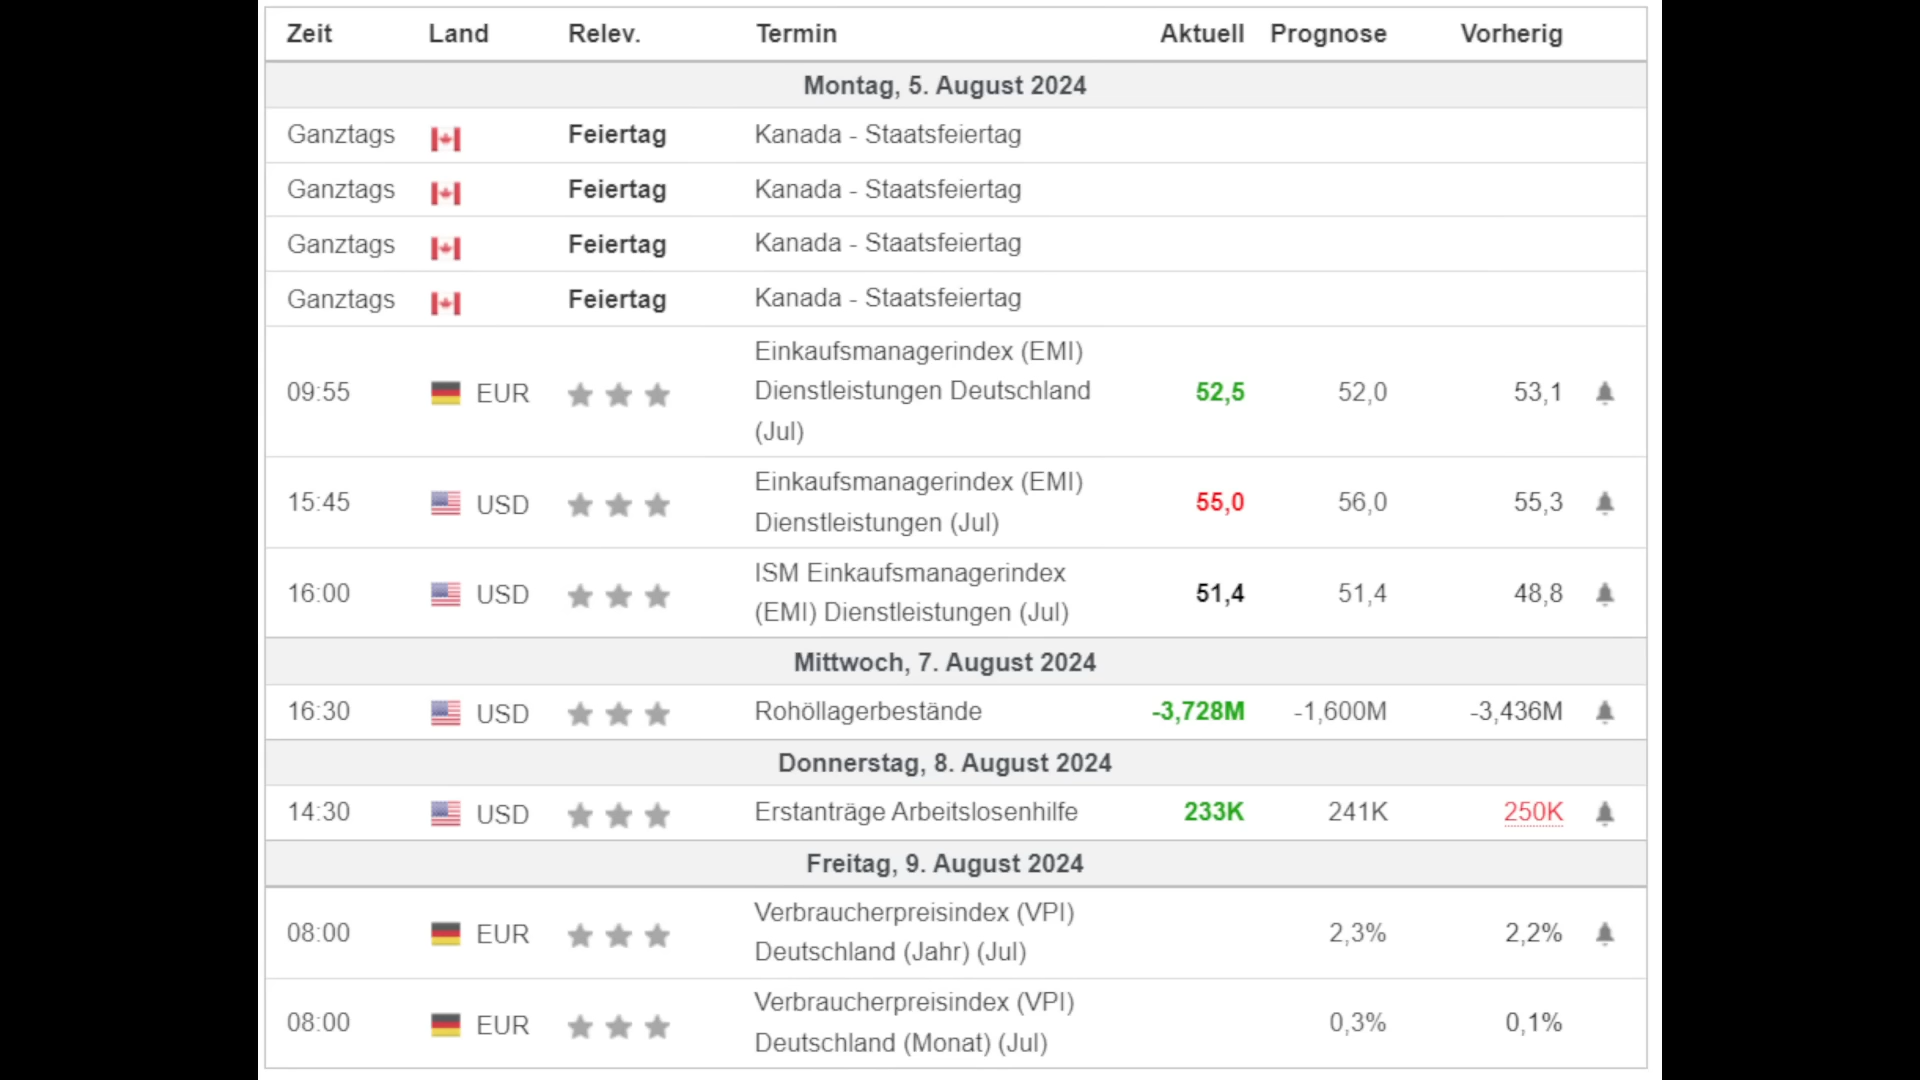 Zeit Land Relev. Termin Aktuell Prognose Vorherig
Montag, 5. August 2024
Ganztags Feiertag Kanada - Staatsfeiertag
Ganztags Feiertag Kanada - Staatsfeiertag
Ganztags Feiertag Kanada - Staatsfeiertag
Ganztags Feiertag Kanada - Staatsfeiertag
Einkaufsmanagerindex (EMI)
09:55 EUR Dienstleistungen Deutschland 52,5 52,0 53,1
(Jul)
Einkaufsmanagerindex (EMI)
15:45 USD 55,0 56,0 55,3
Dienstleistungen (Jul)
ISM Einkaufsmanagerindex
16:00 USD 51,4 51,4 48,8
(EMI) Dienstleistungen (Jul)
Mittwoch, 7. August 2024
16:30 USD Rohöllagerbestände -3,728M -1,600M -3,436M
Donnerstag, 8. August 2024
14:30 USD Erstanträge Arbeitslosenhilfe 233K 241K 250K
Freitag, 9. August 2024
Verbraucherpreisindex (VPI)
08:00 EUR 2,3% 2,2%
Deutschland (Jahr) (Jul)
Verbraucherpreisindex (VPI)
08:00 EUR 0,3% 0,1%
Deutschland (Monat) (Jul)